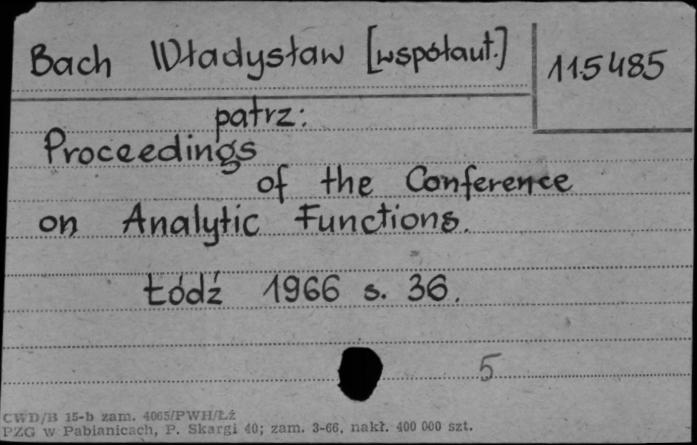 Bach Władysław [współaut.] 115485
patrz:
Proceedings
of the Conference
on Analytic Functions.
Łódź 1966 s. 36.
5
CWD/B 15-b zam. 4065/PWH/Łż
PZG w Pabianicach, P. Skargi 40; zam. 3-66, nakł. 400 000 szt.